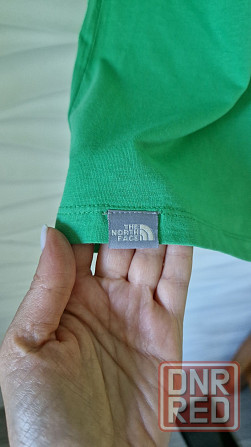 THE
NORTH
FACE
DNR
RED